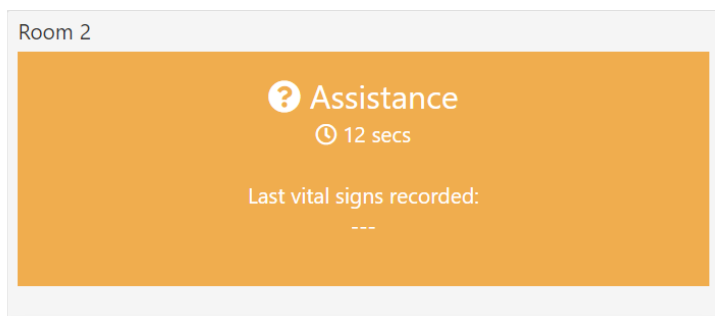 Room 2
? Assistance
12 secs
Last vital signs recorded:
---